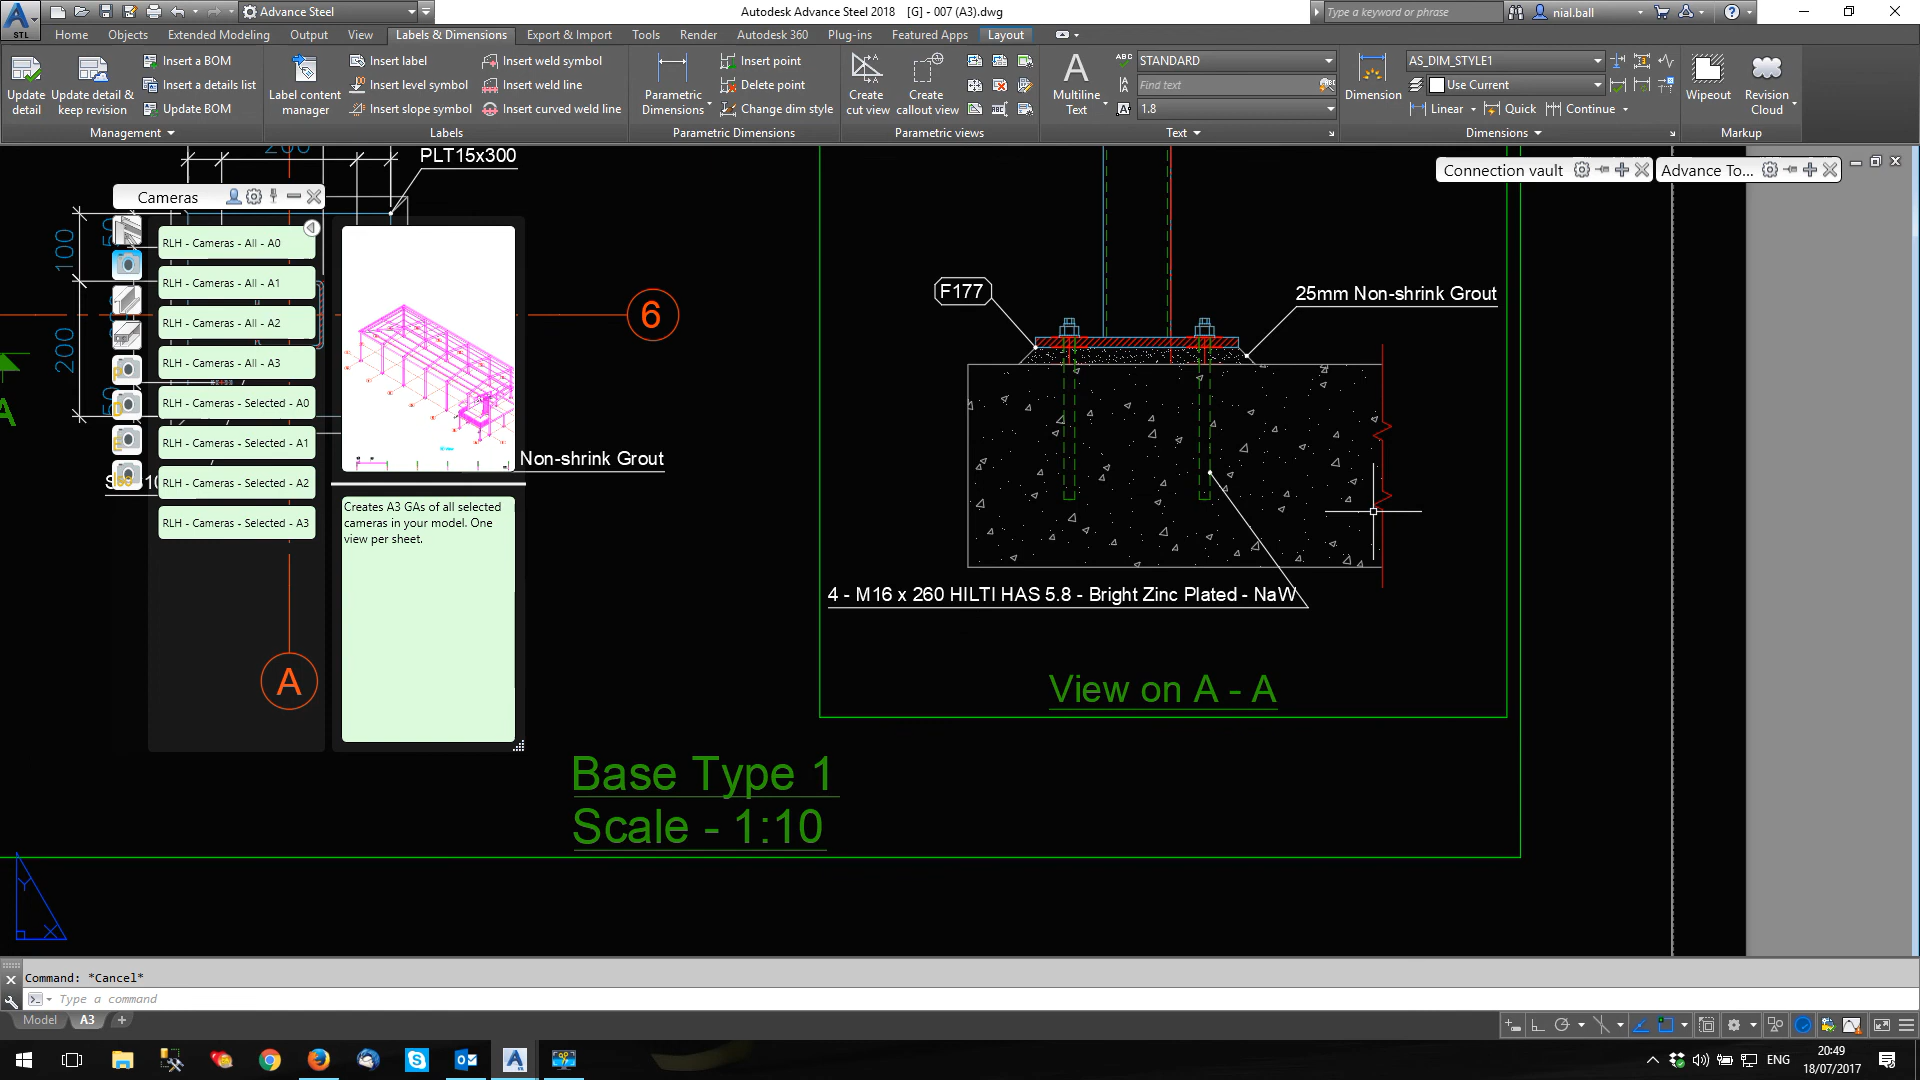 STL
Advance Steel
Autodesk Advance Steel 2018 [G] - 007 (A3).dwg
Type a keyword or phrase
nial.ball
Home Objects Extended Modeling Output View Labels & Dimensions Export & Import Tools Render Autodesk 360 Plug-ins Featured Apps Layout
Update detail
Update detail & keep revision
Insert a BOM
Insert a details list
Update BOM
Management
Label content manager
Insert label
Insert level symbol
Insert slope symbol
Insert weld symbol
Insert weld line
Insert curved weld line
Labels
Parametric Dimensions
Insert point
Delete point
Change dim style
Parametric Dimensions
Create cut view
Create callout view
Parametric views
Multiline Text
STANDARD
Find text
1.8
Text
Dimension
AS_DIM_STYLE1
Use Current
Linear Quick Continue
Dimensions
Wipeout
Revision Cloud
Markup
Connection vault
Advance To...
PLT15x300
200
100
200
50
50
A
Cameras
RLH - Cameras - All - A0
RLH - Cameras - All - A1
RLH - Cameras - All - A2
RLH - Cameras - All - A3
RLH - Cameras - Selected - A0
RLH - Cameras - Selected - A1
RLH - Cameras - Selected - A2
RLH - Cameras - Selected - A3
Creates A3 GAs of all selected
cameras in your model. One
view per sheet.
Non-shrink Grout
6
A
F177
25mm Non-shrink Grout
4 - M16 x 260 HILTI HAS 5.8 - Bright Zinc Plated - NaW
View on A - A
Base Type 1
Scale - 1:10
Y
X
Command: *Cancel*
Type a command
Model A3
ENG
20:49
18/07/2017